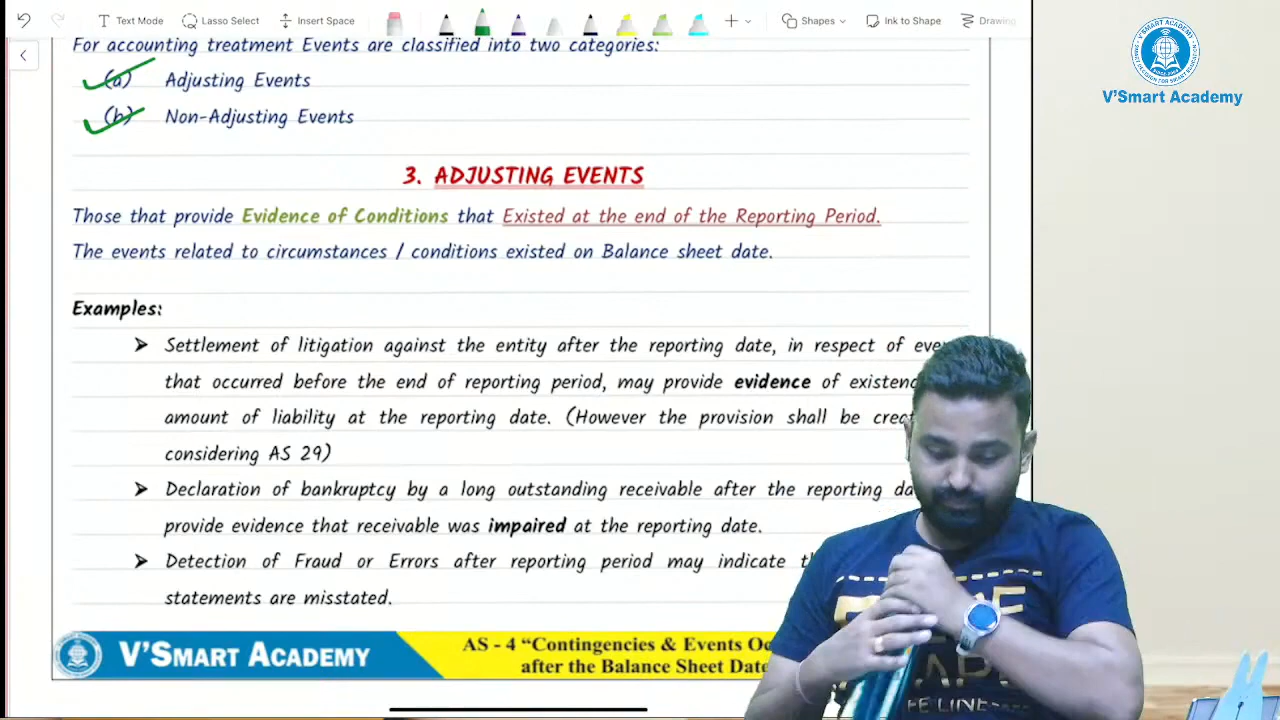 Text Mode
Lasso Select
Insert Space
Shapes
Ink to Shape
Drawing
V'SMART ACADEMY
V'Smart Academy
For accounting treatment Events are classified into two categories:
(a) Adjusting Events
(b) Non-Adjusting Events
3. ADJUSTING EVENTS
Those that provide Evidence of Conditions that Existed at the end of the Reporting Period.
The events related to circumstances / conditions existed on Balance sheet date.
Examples:
➤ Settlement of litigation against the entity after the reporting date, in respect of
that occurred before the end of reporting period, may provide evidence of
amount of liability at the reporting date. (However the provision shall be
considering AS 29)
➤ Declaration of bankruptcy by a long outstanding receivable after the reporting
provide evidence that receivable was impaired at the reporting date.
➤ Detection of Fraud or Errors after reporting period may indicate
statements are misstated.
V'SMART ACADEMY
AS - 4 “Contingencies & Events
after the Balance Sheet Date
FE LINE